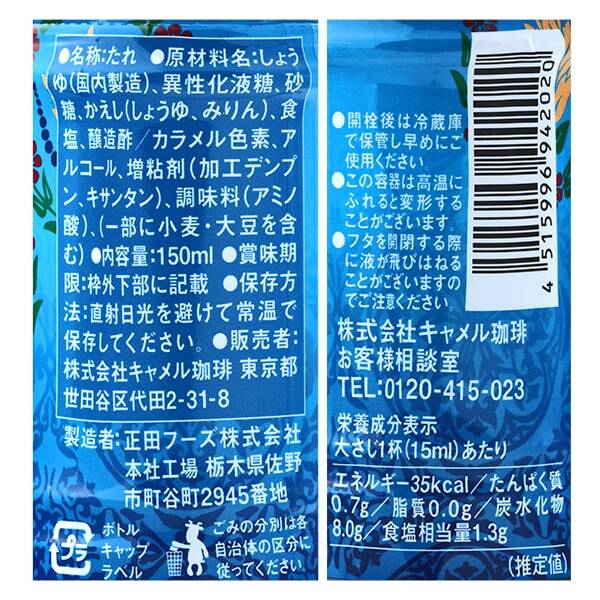 ●名称:たれ ●原材料名:しょう
ゆ(国内製造)、異性化液糖、砂
糖、かえし(しょうゆ、みりん)、食
塩、醸造酢/カラメル色素、ア
ルコール、増粘剤(加工デンプ
ン、キサンタン)、調味料(アミノ
酸)、(一部に小麦・大豆を含
む) ●内容量:150ml ●賞味期
限:枠外下部に記載 ●保存方
法:直射日光を避けて常温で
保存してください。●販売者:
株式会社キャメル珈琲 東京都
世田谷区代田2-31-8
製造者:正田フーズ株式会社
本社工場 栃木県佐野
市町谷町2945番地
プラ
ボトル
キャップ
ラベル
ごみの分別は各
自治体の区分に
従ってください。
●開栓後は冷蔵庫
で保管し早めにご
使用ください。
●この容器は高温に
ふれると変形する
ことがございます。
●フタを開閉する際
に液が飛びはねる
ことがございますの
でご注意ください。
4 515996 942020
株式会社キャメル珈琲
お客様相談室
TEL:0120-415-023
栄養成分表示
大さじ1杯(15ml)あたり
エネルギー35kcal/たんぱく質
0.7g/脂質0.0g/炭水化物
8.0g/食塩相当量1.3g
(推定値)